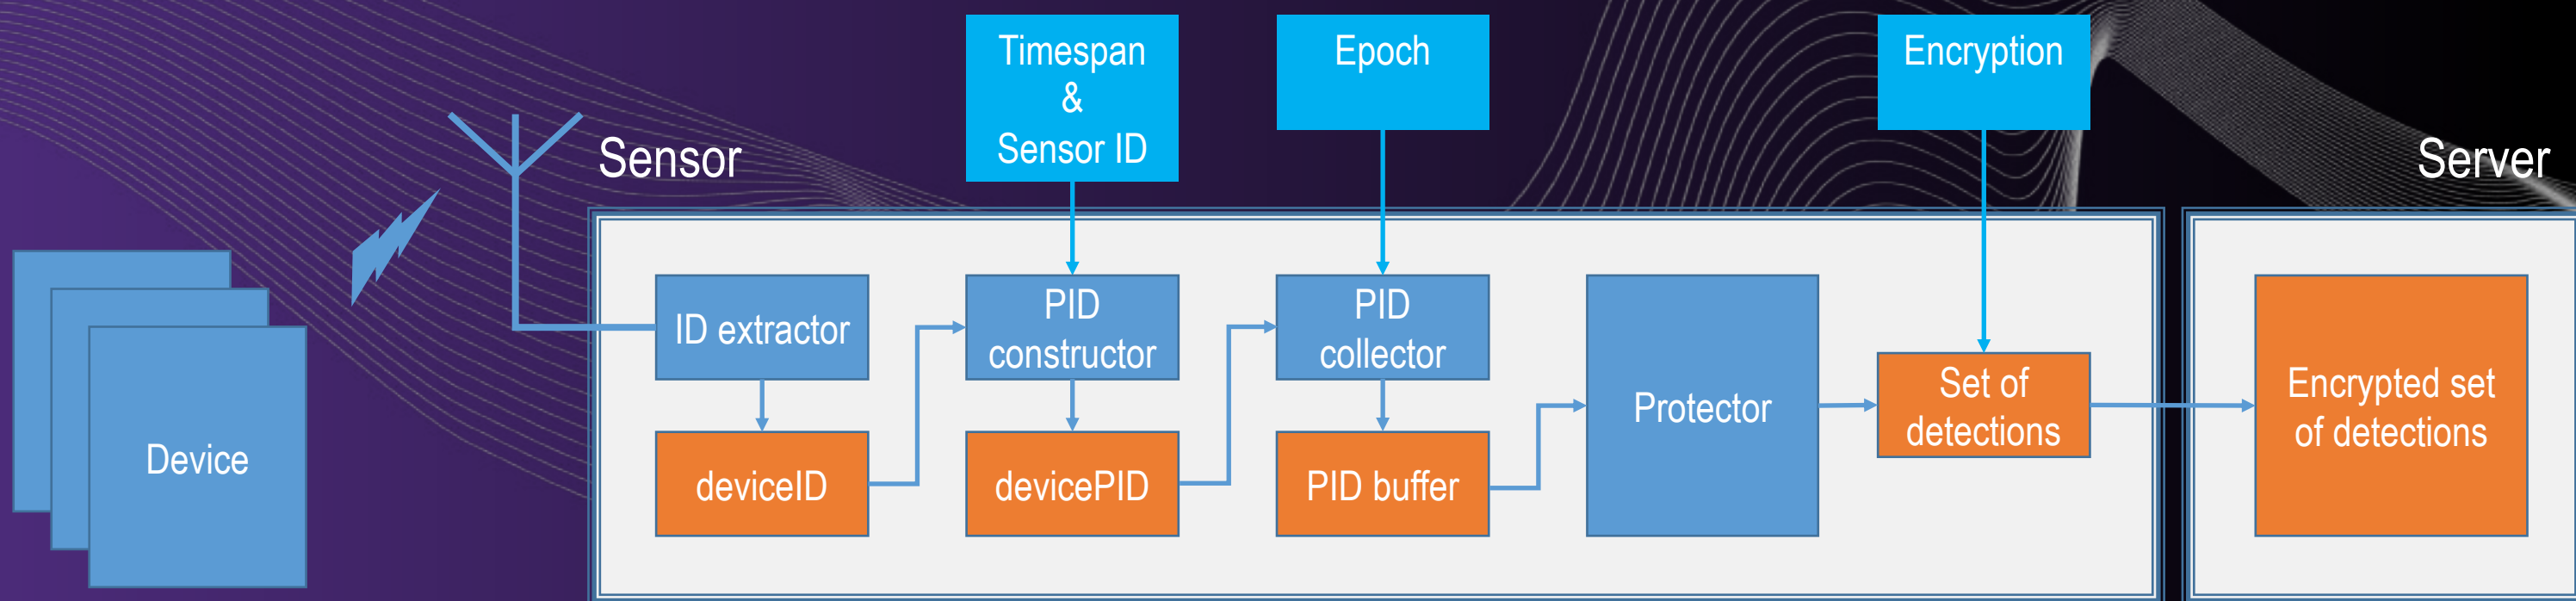 Timespan
&
Sensor ID
Epoch
Encryption
Sensor
Server
Device
ID extractor
deviceID
PID
constructor
devicePID
PID
collector
PID buffer
Protector
Set of
detections
Encrypted set
of detections